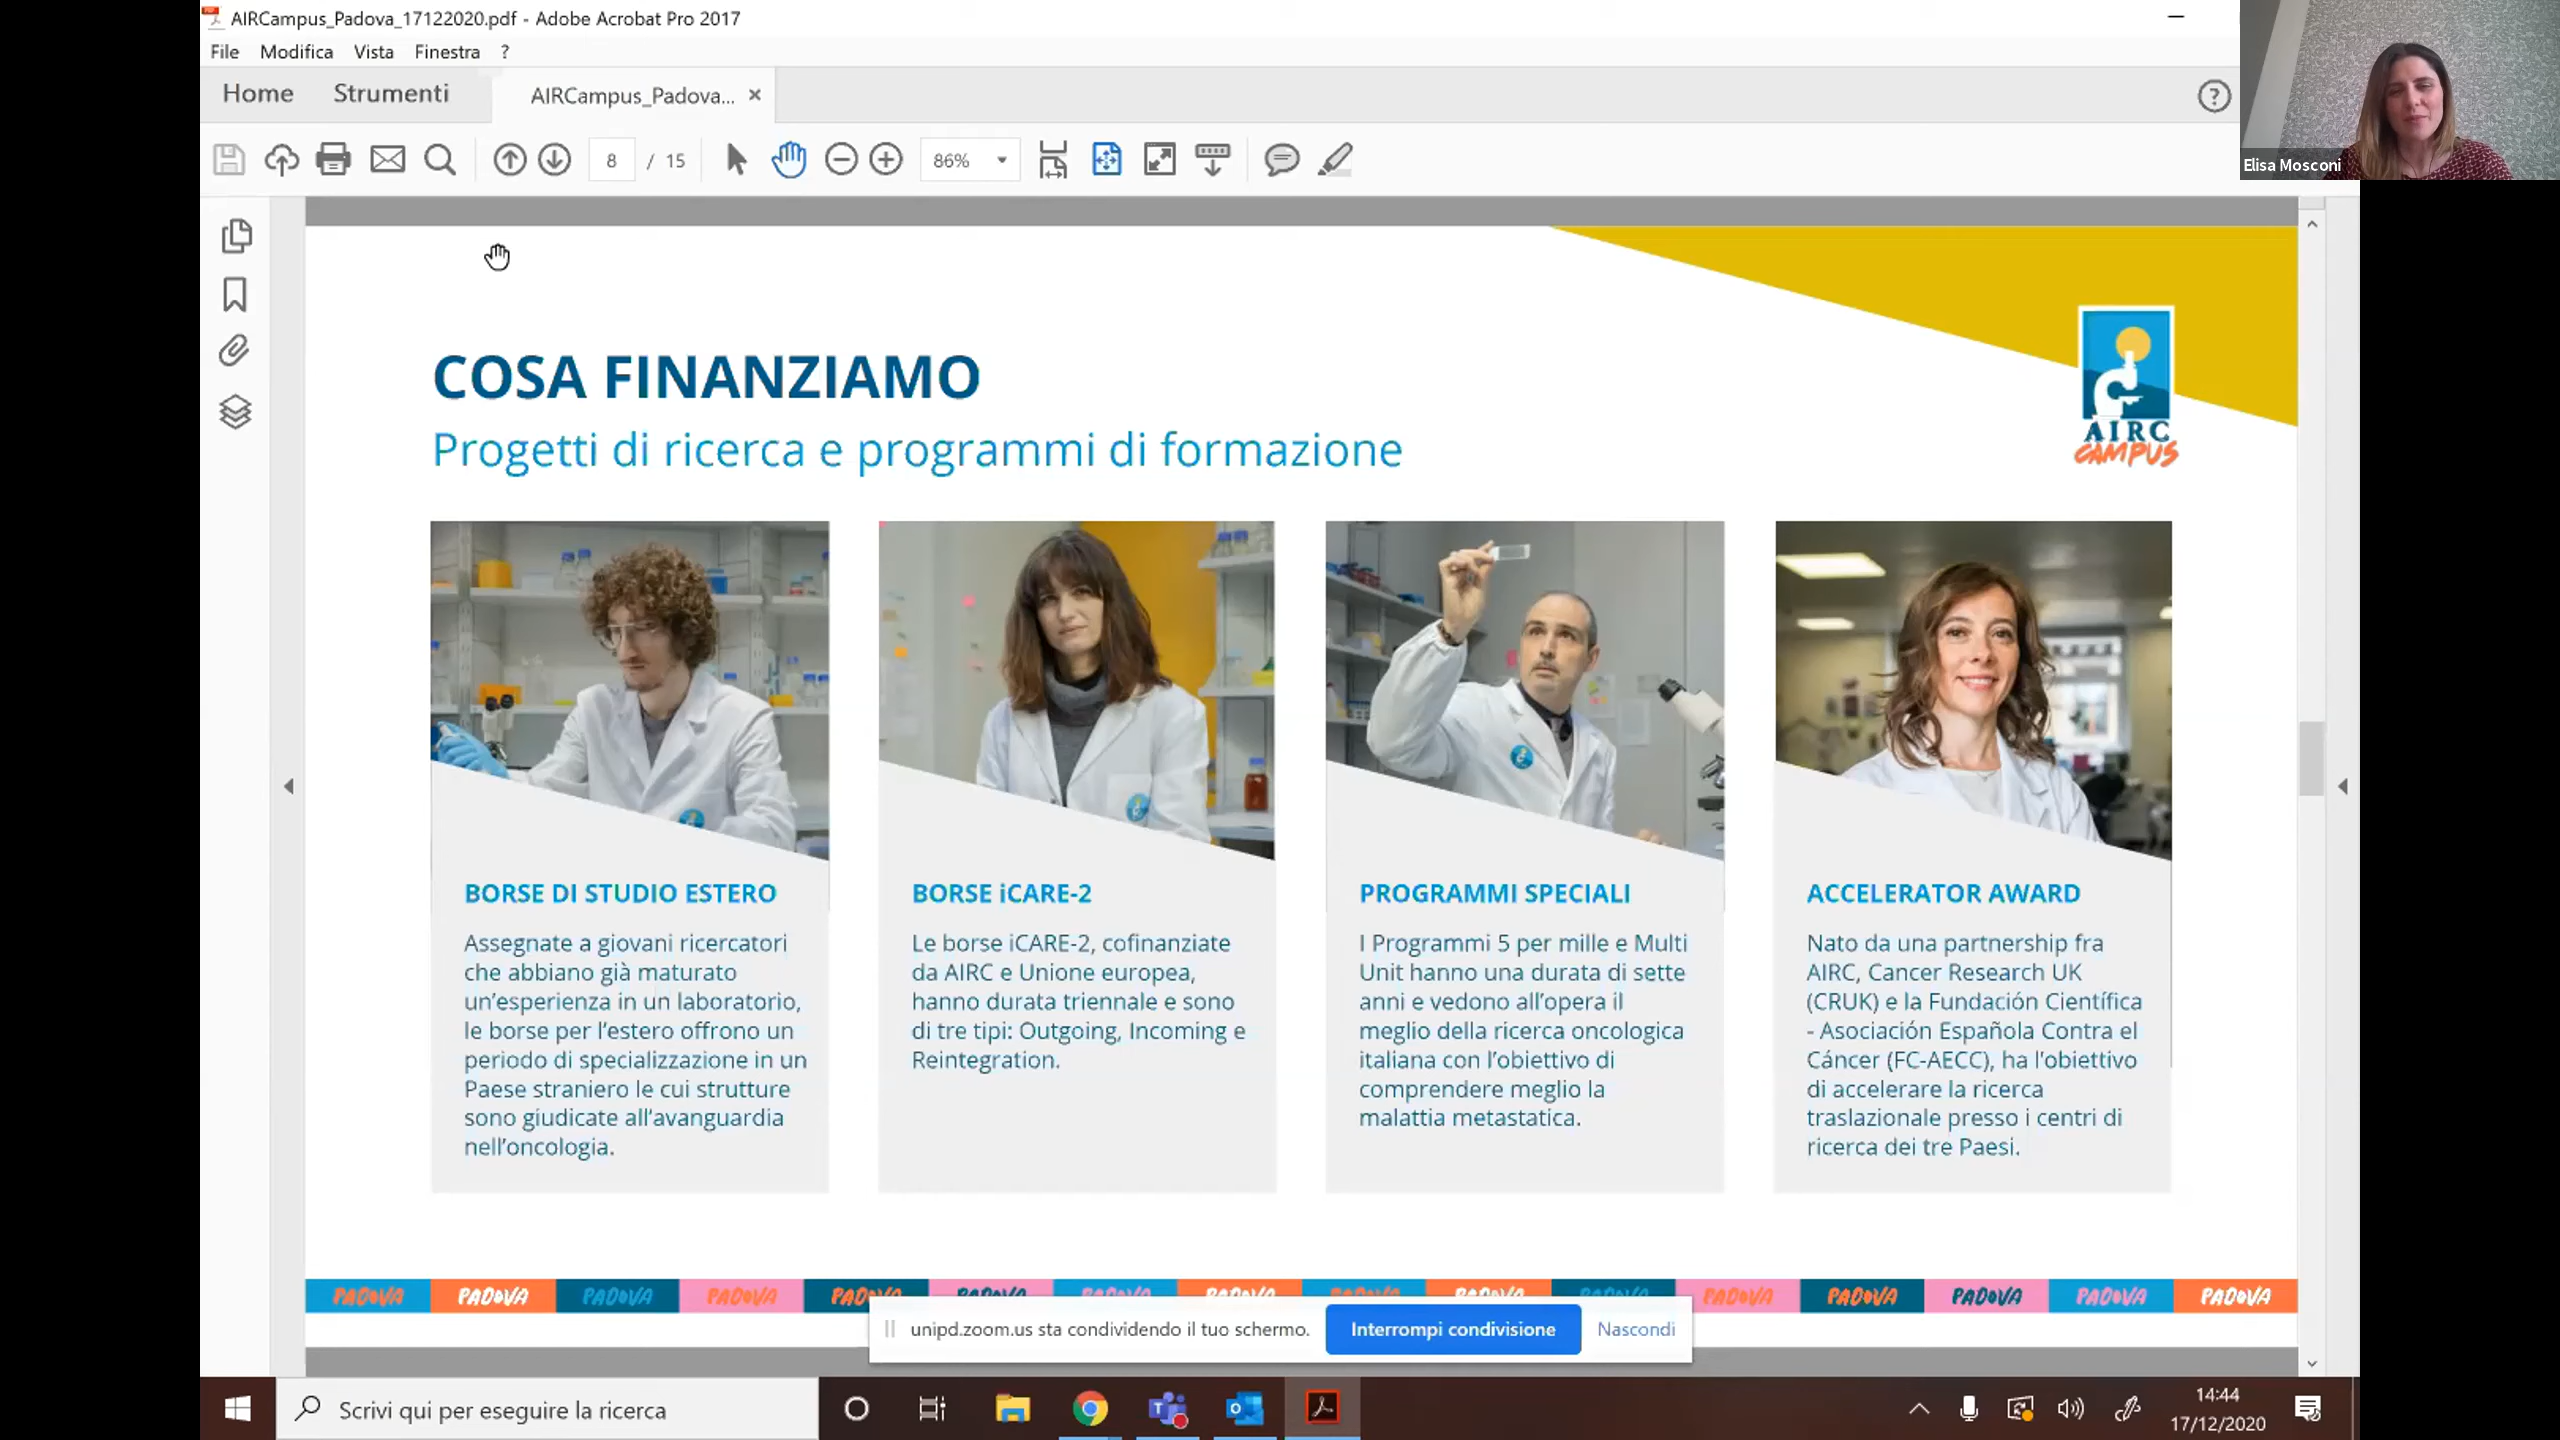 AIRCampus_Padova_17122020.pdf - Adobe Acrobat Pro 2017
File Modifica Vista Finestra ?
Home Strumenti AIRCampus_Padova... ×
8 / 15 86%
Elisa Mosconi
COSA FINANZIAMO
Progetti di ricerca e programmi di formazione
AIRC
CAMPUS
BORSE DI STUDIO ESTERO
Assegnate a giovani ricercatori
che abbiano già maturato
un'esperienza in un laboratorio,
le borse per l'estero offrono un
periodo di specializzazione in un
Paese straniero le cui strutture
sono giudicate all'avanguardia
nell'oncologia.
BORSE iCARE-2
Le borse iCARE-2, cofinanziate
da AIRC e Unione europea,
hanno durata triennale e sono
di tre tipi: Outgoing, Incoming e
Reintegration.
PROGRAMMI SPECIALI
I Programmi 5 per mille e Multi
Unit hanno una durata di sette
anni e vedono all'opera il
meglio della ricerca oncologica
italiana con l'obiettivo di
comprendere meglio la
malattia metastatica.
ACCELERATOR AWARD
Nato da una partnership fra
AIRC, Cancer Research UK
(CRUK) e la Fundación Científica
- Asociación Española Contra el
Cáncer (FC-AECC), ha l'obiettivo
di accelerare la ricerca
traslazionale presso i centri di
ricerca dei tre Paesi.
PADOVA PADOVA PADOVA PADOVA PADOVA PADOVA PADOVA PADOVA PADOVA PADOVA PADOVA PADOVA PADOVA PADOVA PADOVA PADOVA
unipd.zoom.us sta condividendo il tuo schermo. Interrompi condivisione Nascondi
Scrivi qui per eseguire la ricerca
14:44
17/12/2020